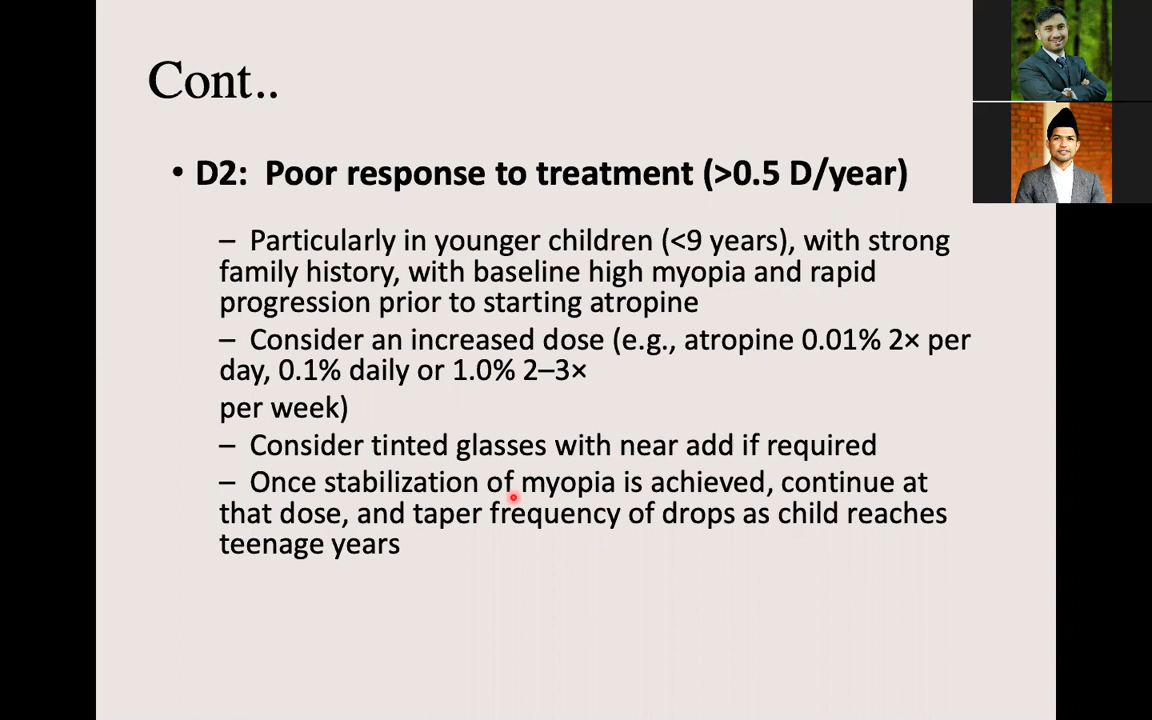 Cont..
• D2:  Poor response to treatment (>0.5 D/year)
–  Particularly in younger children (<9 years), with strong
family history, with baseline high myopia and rapid
progression prior to starting atropine
–  Consider an increased dose (e.g., atropine 0.01% 2× per
day, 0.1% daily or 1.0% 2–3×
per week)
–  Consider tinted glasses with near add if required
–  Once stabilization of myopia is achieved, continue at
that dose, and taper frequency of drops as child reaches
teenage years